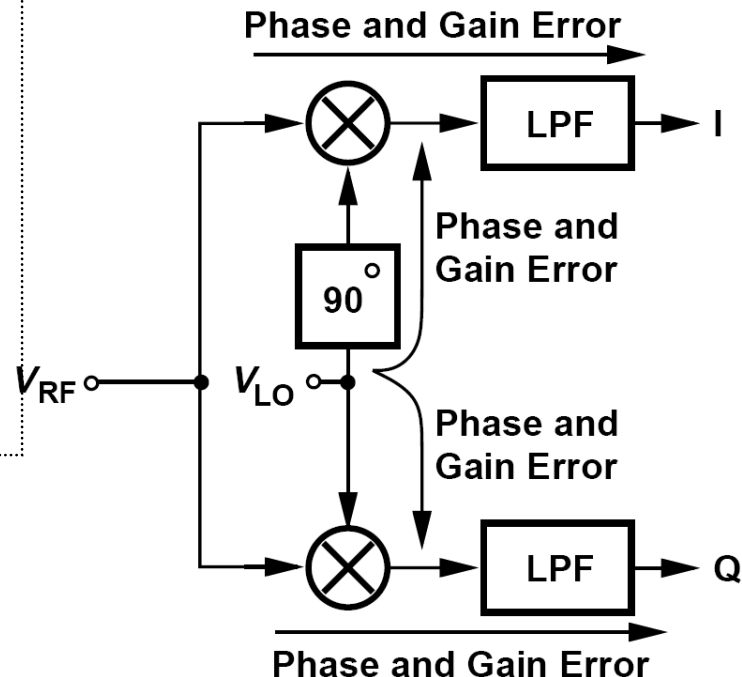 Phase and Gain Error
LPF
I
Phase and
Gain Error
90°
VRF
VLO
Phase and
Gain Error
LPF
Q
Phase and Gain Error